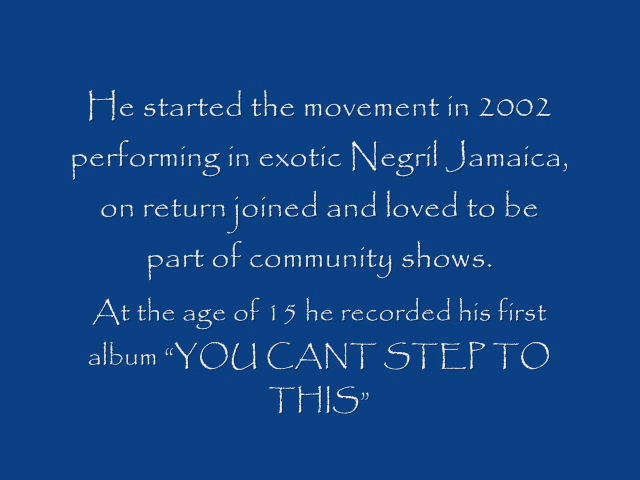 He started the movement in 2002
performing in exotic Negril Jamaica,
on return joined and loved to be
part of community shows.
At the age of 15 he recorded his first
album “YOU CANT STEP TO
THIS”